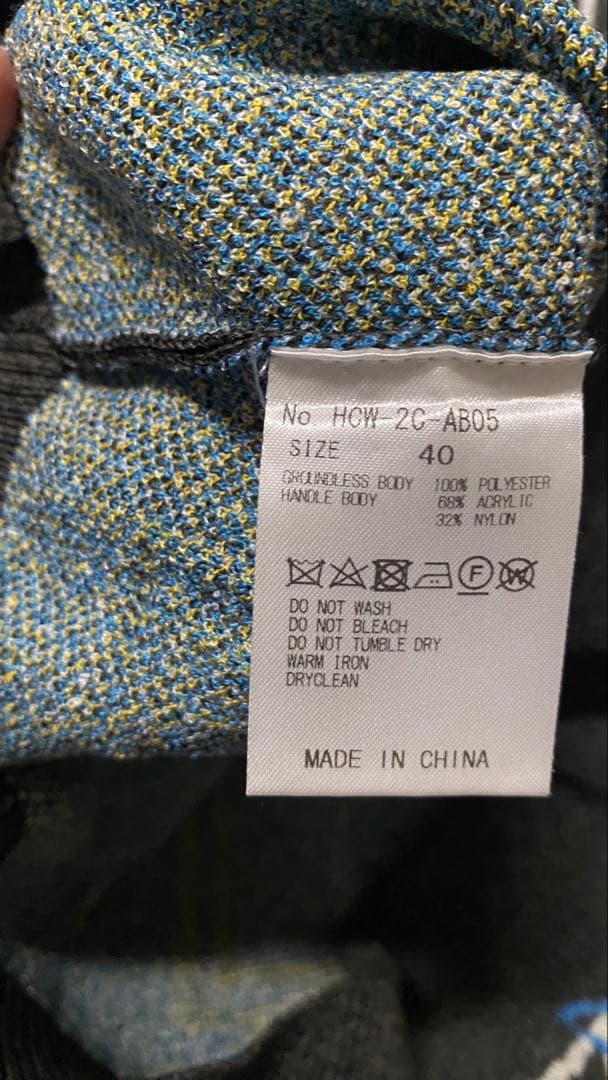 No HCW-2C-AB05
SIZE 40
GROUNDLESS BODY 100% POLYESTER
HANDLE BODY 68% ACRYLIC
32% NYLON
F W
DO NOT WASH
DO NOT BLEACH
DO NOT TUMBLE DRY
WARM IRON
DRYCLEAN
MADE IN CHINA